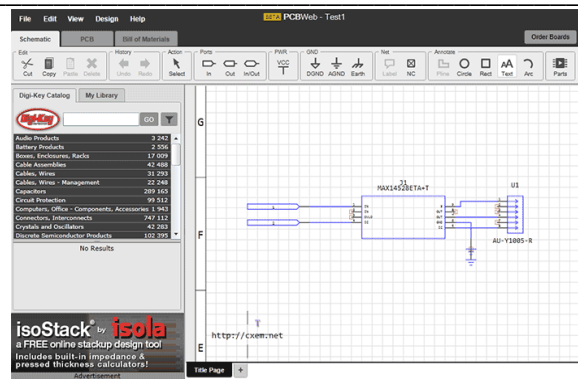 File Edit View Design Help
BETA PCBWeb - Test1
Schematic PCB Bill of Materials
Order Boards
Edit History Action Ports PWR GND Net Annotate
VCC
Cut Copy Paste Delete Undo Redo Select In Out In/Out DGND AGND Earth Label NC Pline Circle Rect Text Arc Parts
Digi-Key Catalog My Library
Digi-Key
GO
Audio Products 3 242
Battery Products 2 556
Boxes, Enclosures, Racks 17 009
Cable Assemblies 42 488
Cables, Wires 31 293
Cables, Wires - Management 22 248
Capacitors 289 165
Circuit Protection 99 512
Computers, Office - Components, Accessories 1 943
Connectors, Interconnects 747 112
Crystals and Oscillators 42 283
Discrete Semiconductor Products 102 395
No Results
G
F
E
J1
MAX14528ETA+T
U1
AU-Y1005-R
http://cxem.net
isoStack by isola
a FREE online stackup design tool
Includes built-in impedance &
pressed thickness calculators!
Advertisement
Title Page +